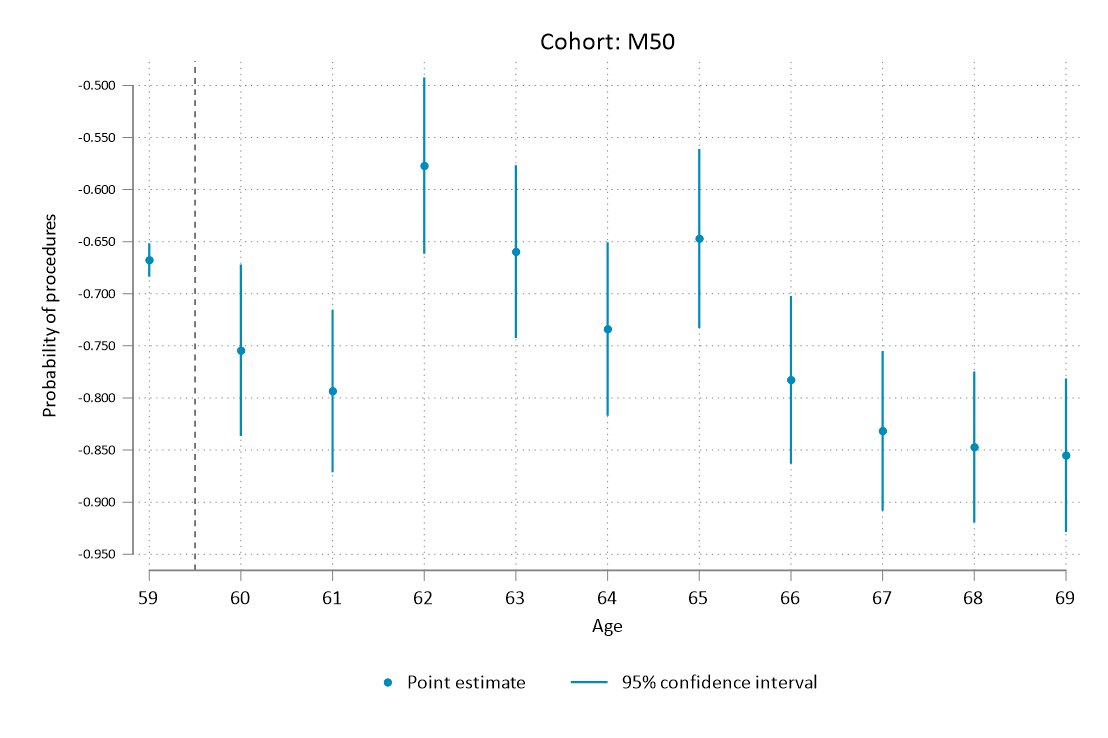 Cohort: M50
Probability of procedures
-0.500
-0.550
-0.600
-0.650
-0.700
-0.750
-0.800
-0.850
-0.900
-0.950
59 60 61 62 63 64 65 66 67 68 69
Age
Point estimate 95% confidence interval